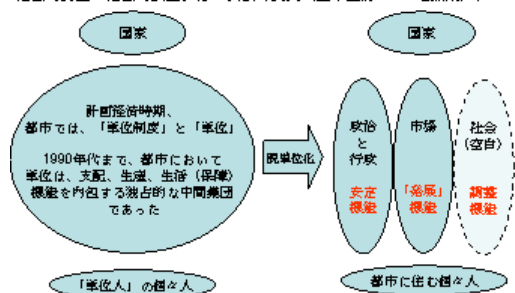 国家
国家
計画経済時期、
都市では、「単位制度」と「単位」
1990年代まで、都市において
単位は、支配、生産、生活（保障）
機能を内包する独占的な中間集団
であった
脱単位化
政治
と
行政
安定
機能
市場
「発展」
機能
社会
（空白）
調整
機能
「単位人」の個々人
都市に住む個々人